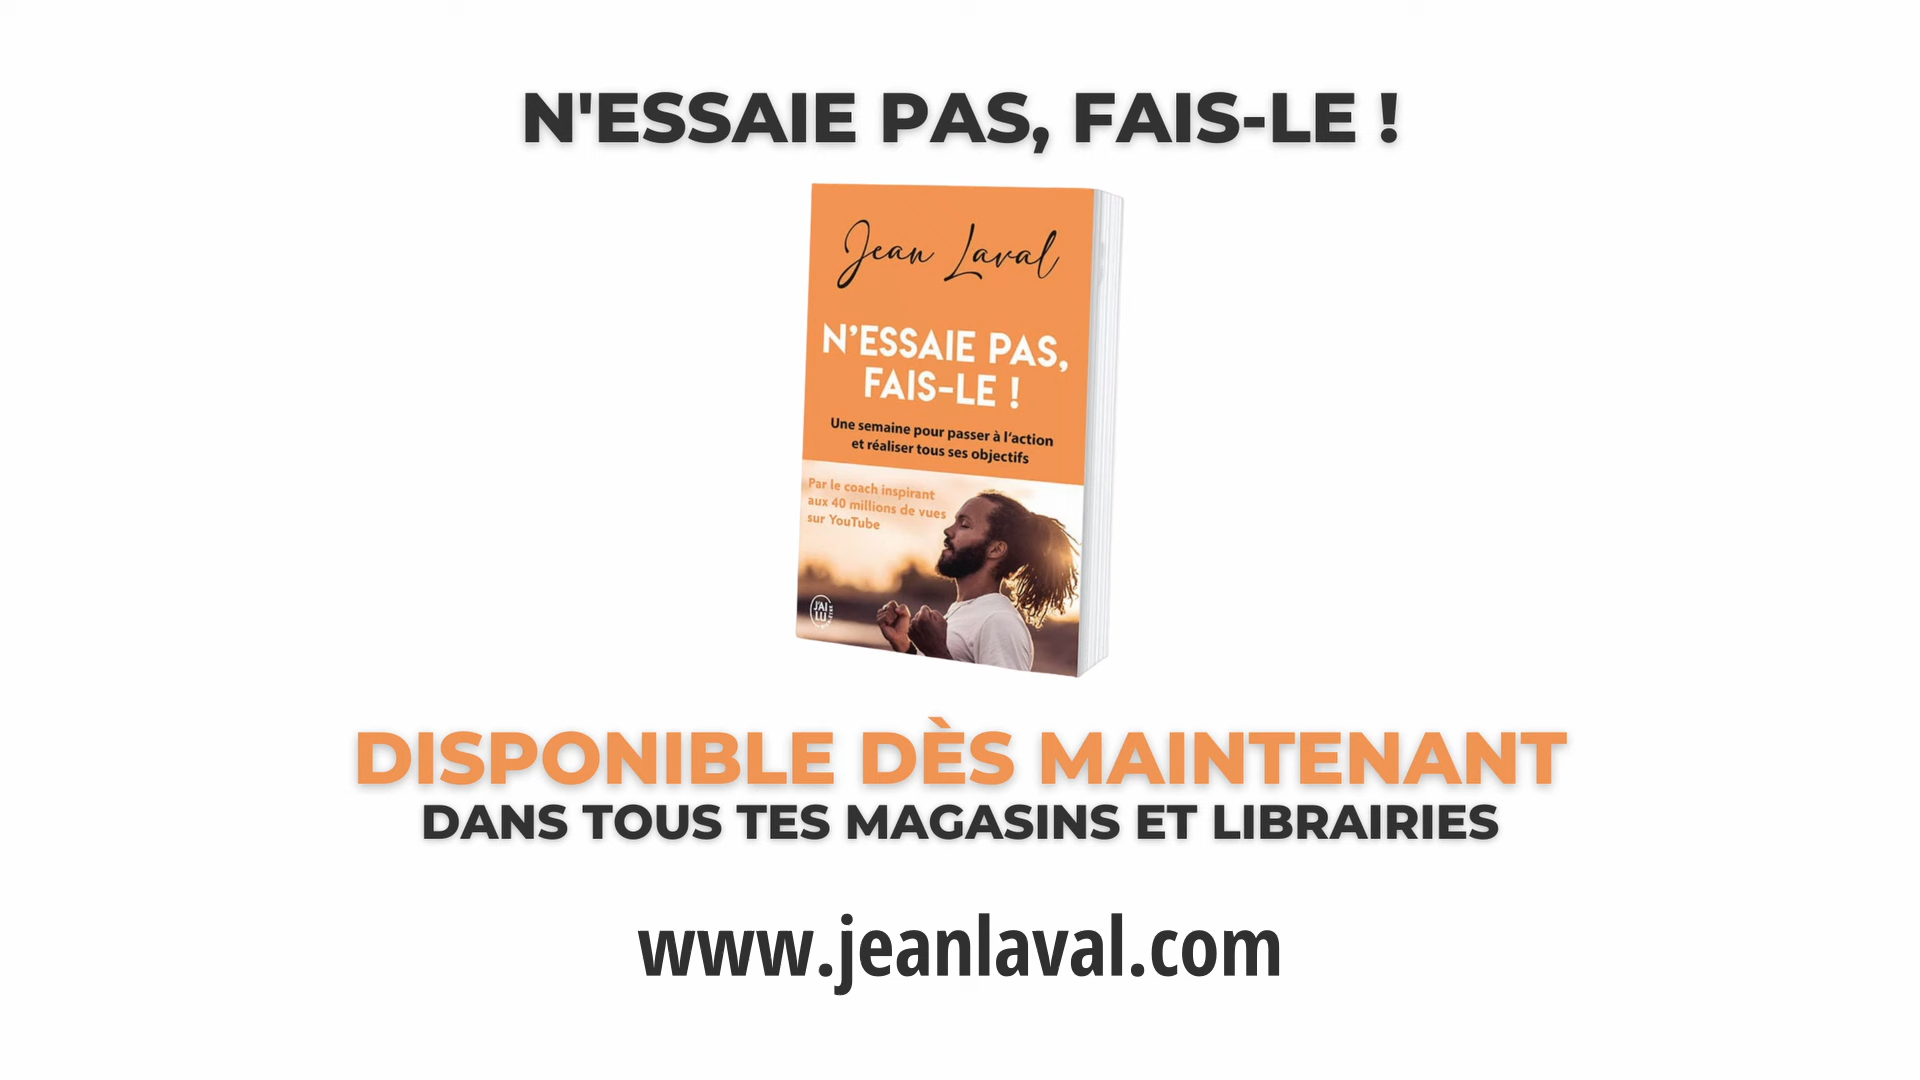 N'ESSAIE PAS, FAIS-LE !
Jean Laval
N'ESSAIE PAS,
FAIS-LE !
Une semaine pour passer à l'action
et réaliser tous ses objectifs
Par le coach inspirant
aux 40 millions de vues
sur YouTube
J'AI
LU
DISPONIBLE DÈS MAINTENANT
DANS TOUS TES MAGASINS ET LIBRAIRIES
www.jeanlaval.com